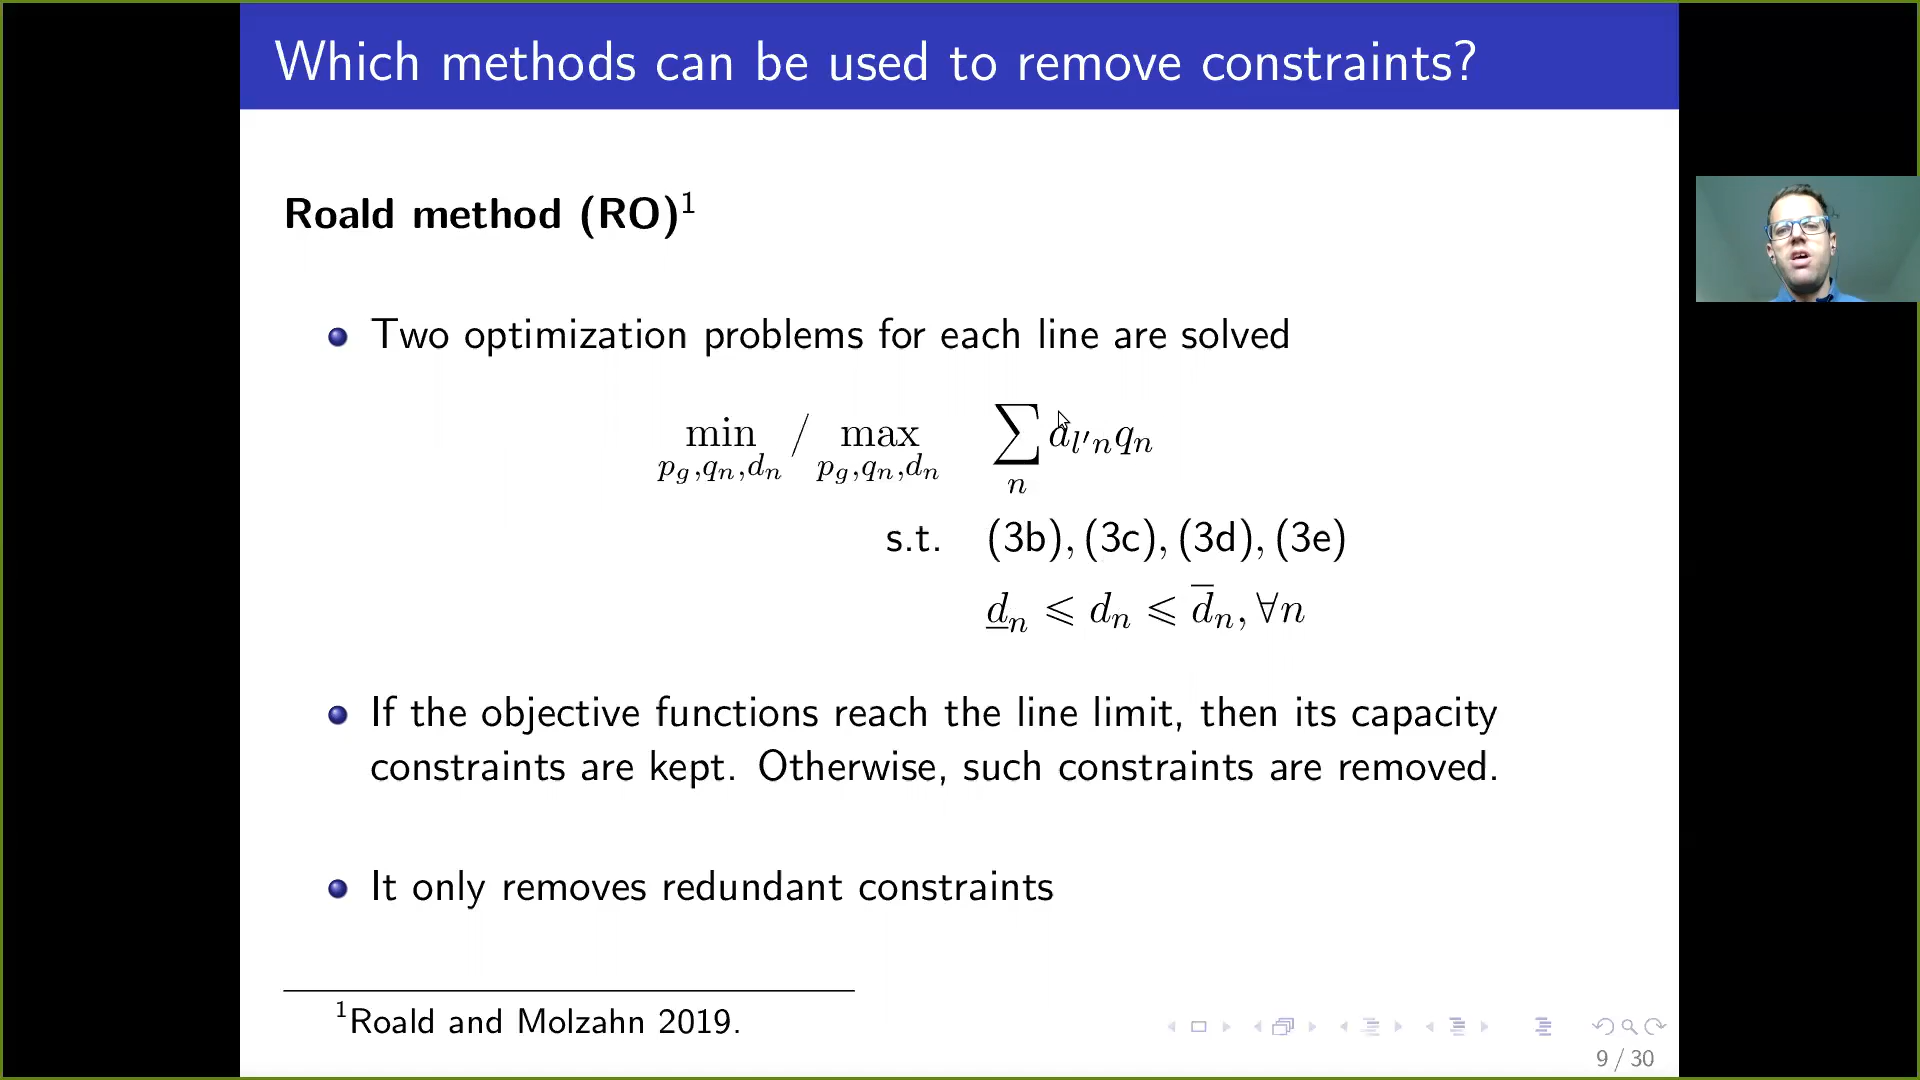 Which methods can be used to remove constraints?
Roald method (RO)¹
Two optimization problems for each line are solved
min / max ∑ a_{l'n} q_n
p_g,q_n,d_n p_g,q_n,d_n n
s.t. (3b), (3c), (3d), (3e)
d̲_n ⩽ d_n ⩽ d̅_n, ∀n
If the objective functions reach the line limit, then its capacity
constraints are kept. Otherwise, such constraints are removed.
It only removes redundant constraints
¹Roald and Molzahn 2019.
9 / 30